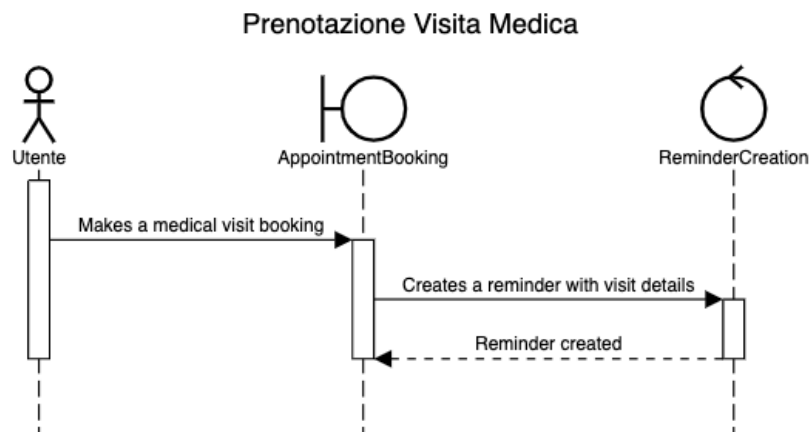 Prenotazione Visita Medica
Utente
AppointmentBooking
ReminderCreation
Makes a medical visit booking
Creates a reminder with visit details
Reminder created